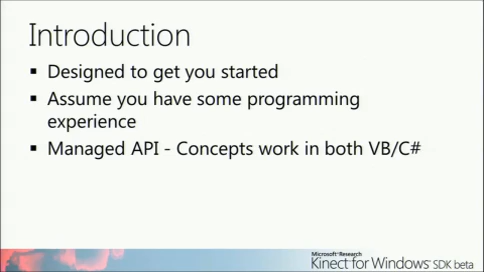 Introduction
▪ Designed to get you started
▪ Assume you have some programming
experience
▪ Managed API - Concepts work in both VB/C#
Microsoft Research
Kinect for Windows SDK beta